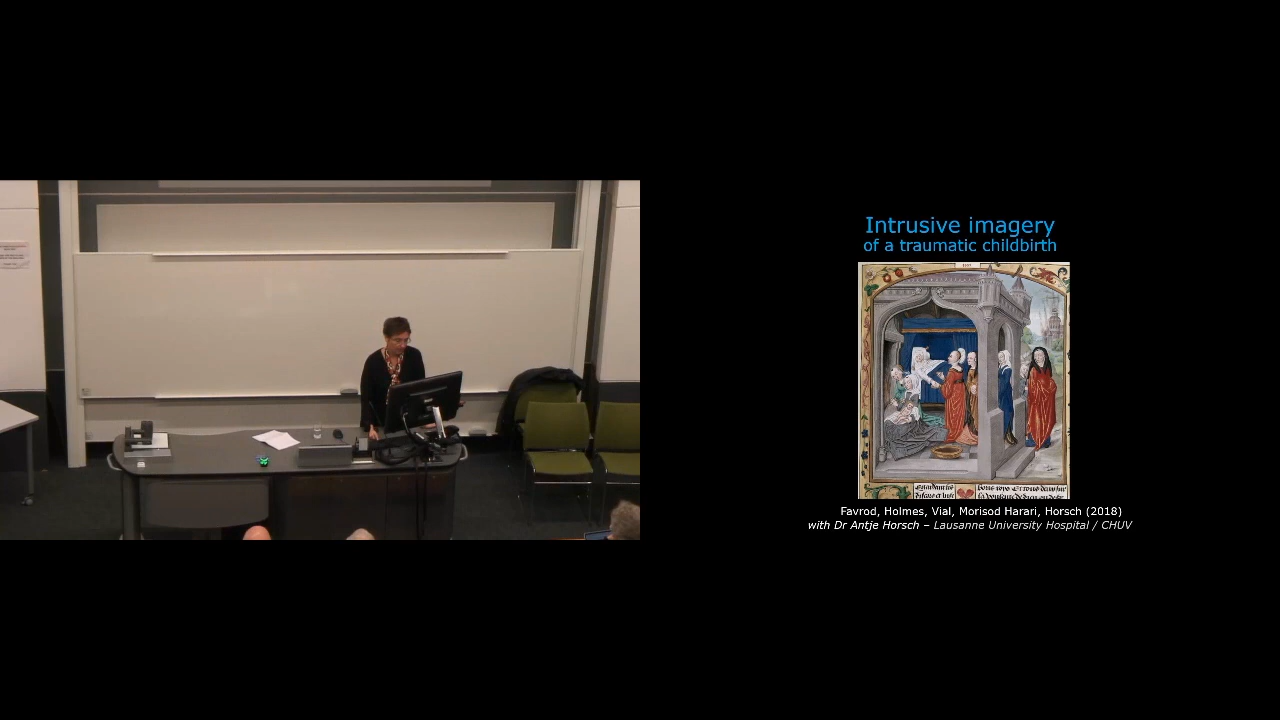 Intrusive imagery
of a traumatic childbirth
Favrod, Holmes, Vial, Morisod Harari, Horsch (2018)
with Dr Antje Horsch – Lausanne University Hospital / CHUV